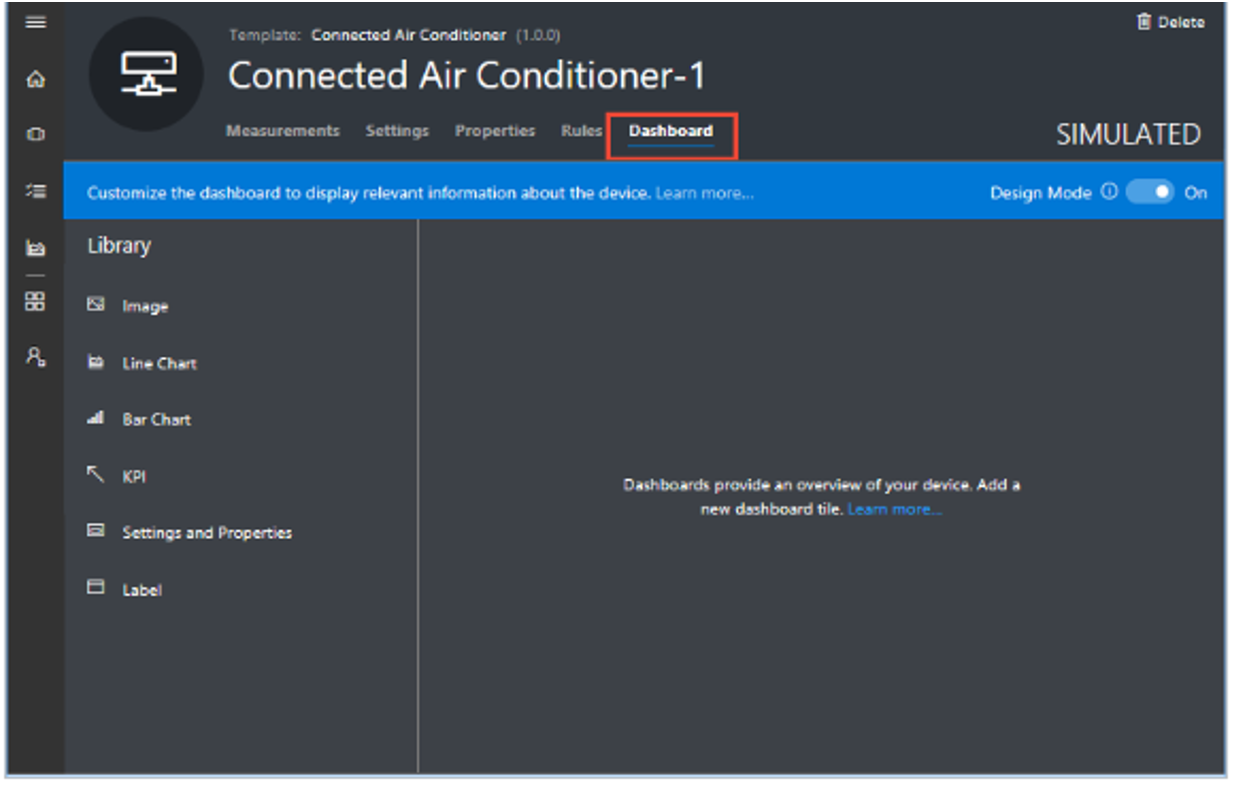 Delete
Template: Connected Air Conditioner (1.0.0)
Connected Air Conditioner-1
Measurements Settings Properties Rules Dashboard
SIMULATED
Customize the dashboard to display relevant information about the device. Learn more...
Design Mode On
Library
Image
Line Chart
Bar Chart
KPI
Settings and Properties
Label
Dashboards provide an overview of your device. Add a
new dashboard tile. Learn more...